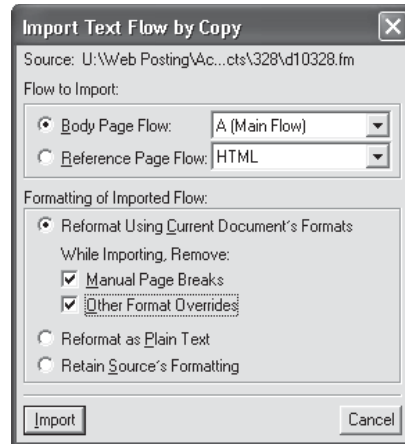 Import Text Flow by Copy
Source: U:\Web Posting\Ac...cts\328\d10328.fm
Flow to Import:
Body Page Flow: A (Main Flow)
Reference Page Flow: HTML
Formatting of Imported Flow:
Reformat Using Current Document's Formats
While Importing, Remove:
Manual Page Breaks
Other Format Overrides
Reformat as Plain Text
Retain Source's Formatting
Import Cancel